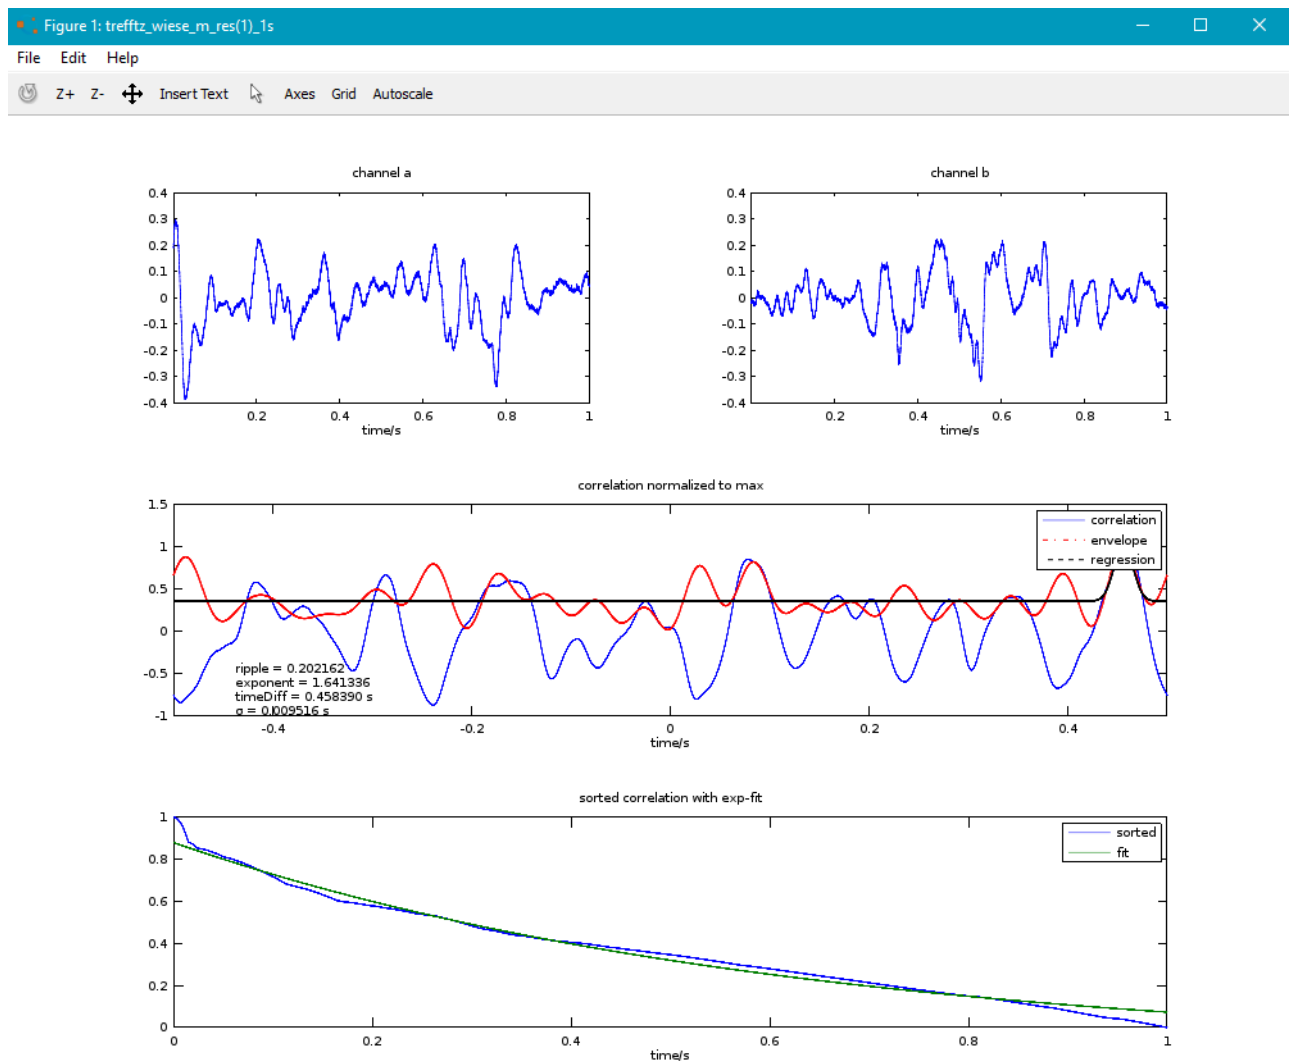 Figure 1: trefftz_wiese_m_res(1)_1s
File Edit Help
Z+ Z- Insert Text Axes Grid Autoscale
channel a
0.4
0.3
0.2
0.1
0
-0.1
-0.2
-0.3
-0.4
0.2 0.4 0.6 0.8 1
time/s
channel b
0.4
0.3
0.2
0.1
0
-0.1
-0.2
-0.3
-0.4
0.2 0.4 0.6 0.8 1
time/s
correlation normalized to max
1.5
1
0.5
0
-0.5
-1
correlation
envelope
regression
ripple = 0.202162
exponent = 1.641336
timeDiff = 0.458390 s
σ = 0.009516 s
-0.4 -0.2 0 0.2 0.4
time/s
sorted correlation with exp-fit
1
0.8
0.6
0.4
0.2
0
sorted
fit
0 0.2 0.4 0.6 0.8 1
time/s